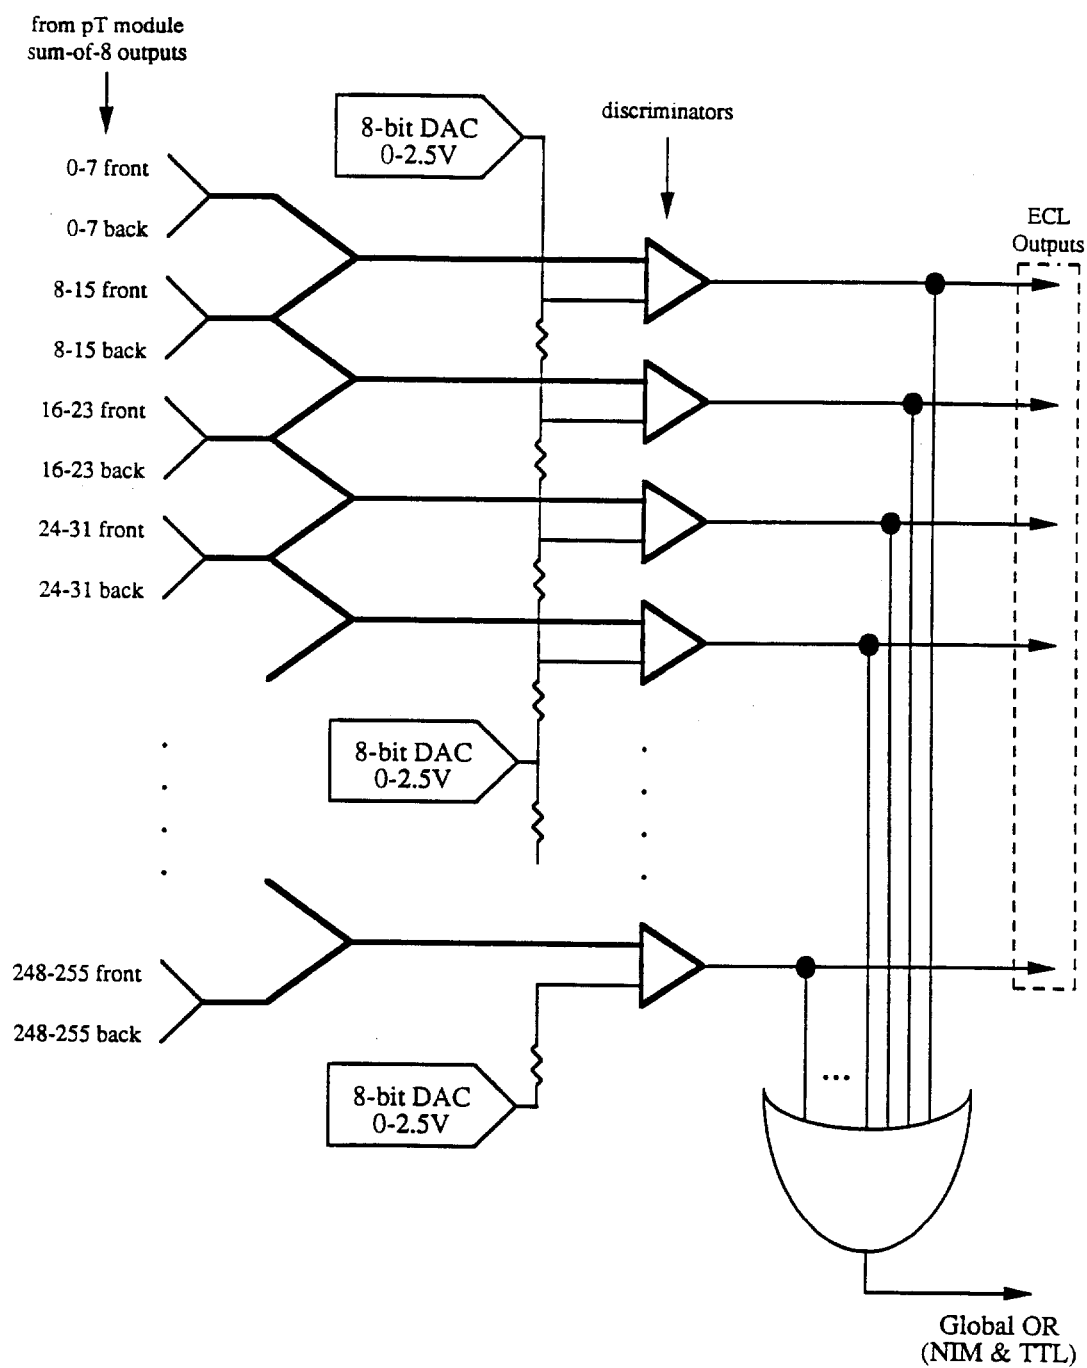 from pT module
sum-of-8 outputs
8-bit DAC
0-2.5V
discriminators
0-7 front
0-7 back
ECL
Outputs
8-15 front
8-15 back
16-23 front
16-23 back
24-31 front
24-31 back
8-bit DAC
0-2.5V
248-255 front
248-255 back
8-bit DAC
0-2.5V
...
Global OR
(NIM & TTL)